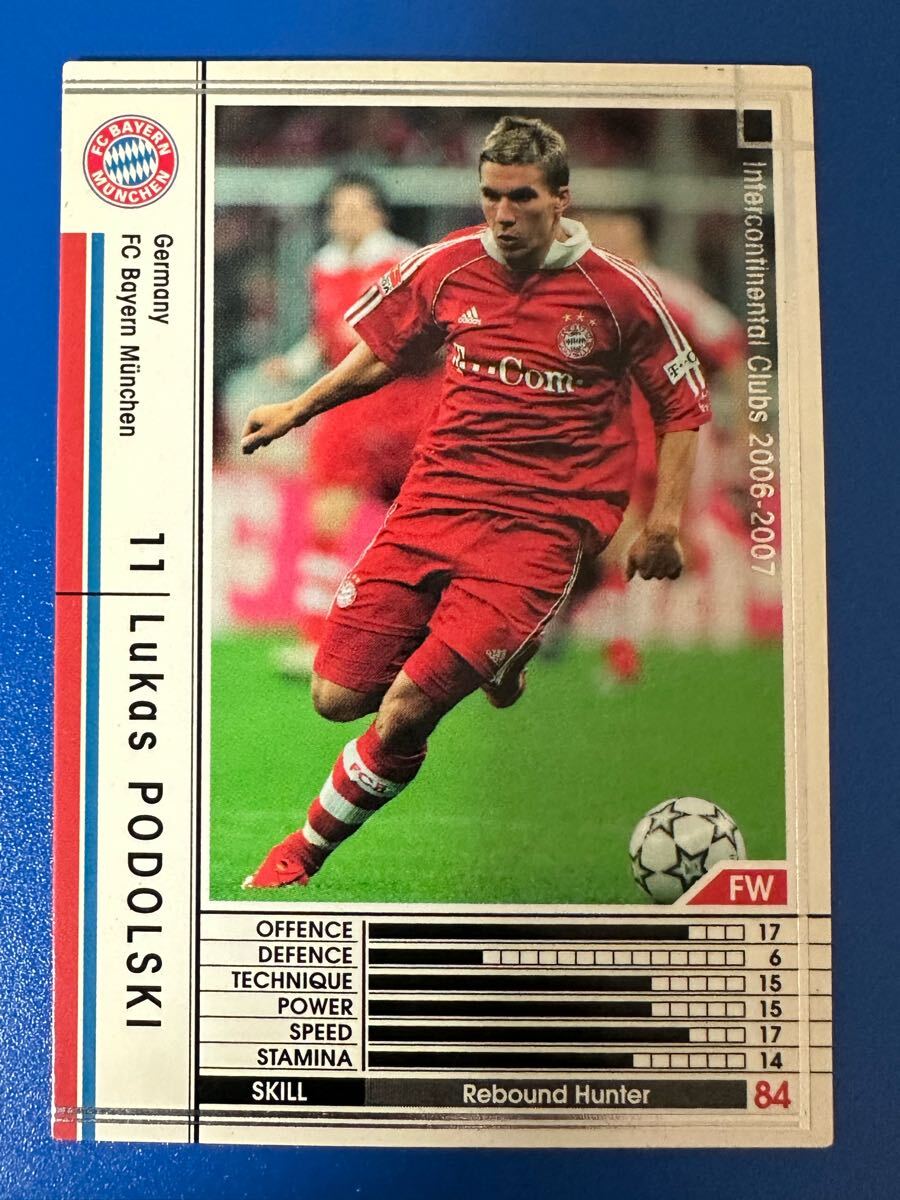 FC BAYERN
MÜNCHEN
Germany
FC Bayern München
11 Lukas PODOLSKI
Intercontinental Clubs 2006-2007
adidas
T··Com·
FCB
FW
OFFENCE 17
DEFENCE 6
TECHNIQUE 15
POWER 15
SPEED 17
STAMINA 14
SKILL Rebound Hunter 84